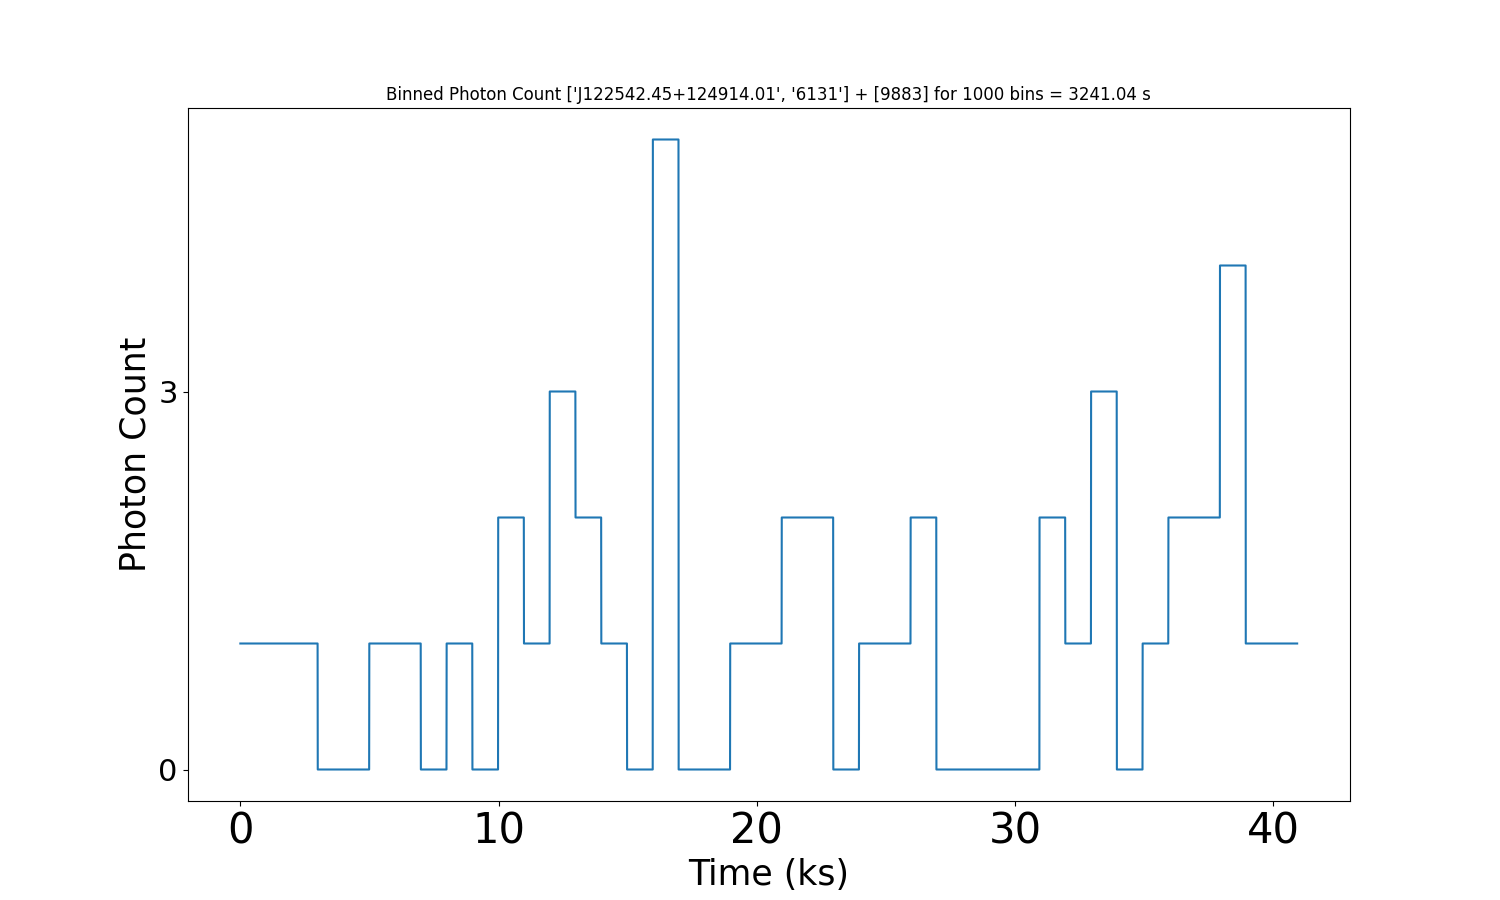 Binned Photon Count ['J122542.45+124914.01', '6131'] + [9883] for 1000 bins = 3241.04 s
Photon Count
3
0
0 10 20 30 40
Time (ks)